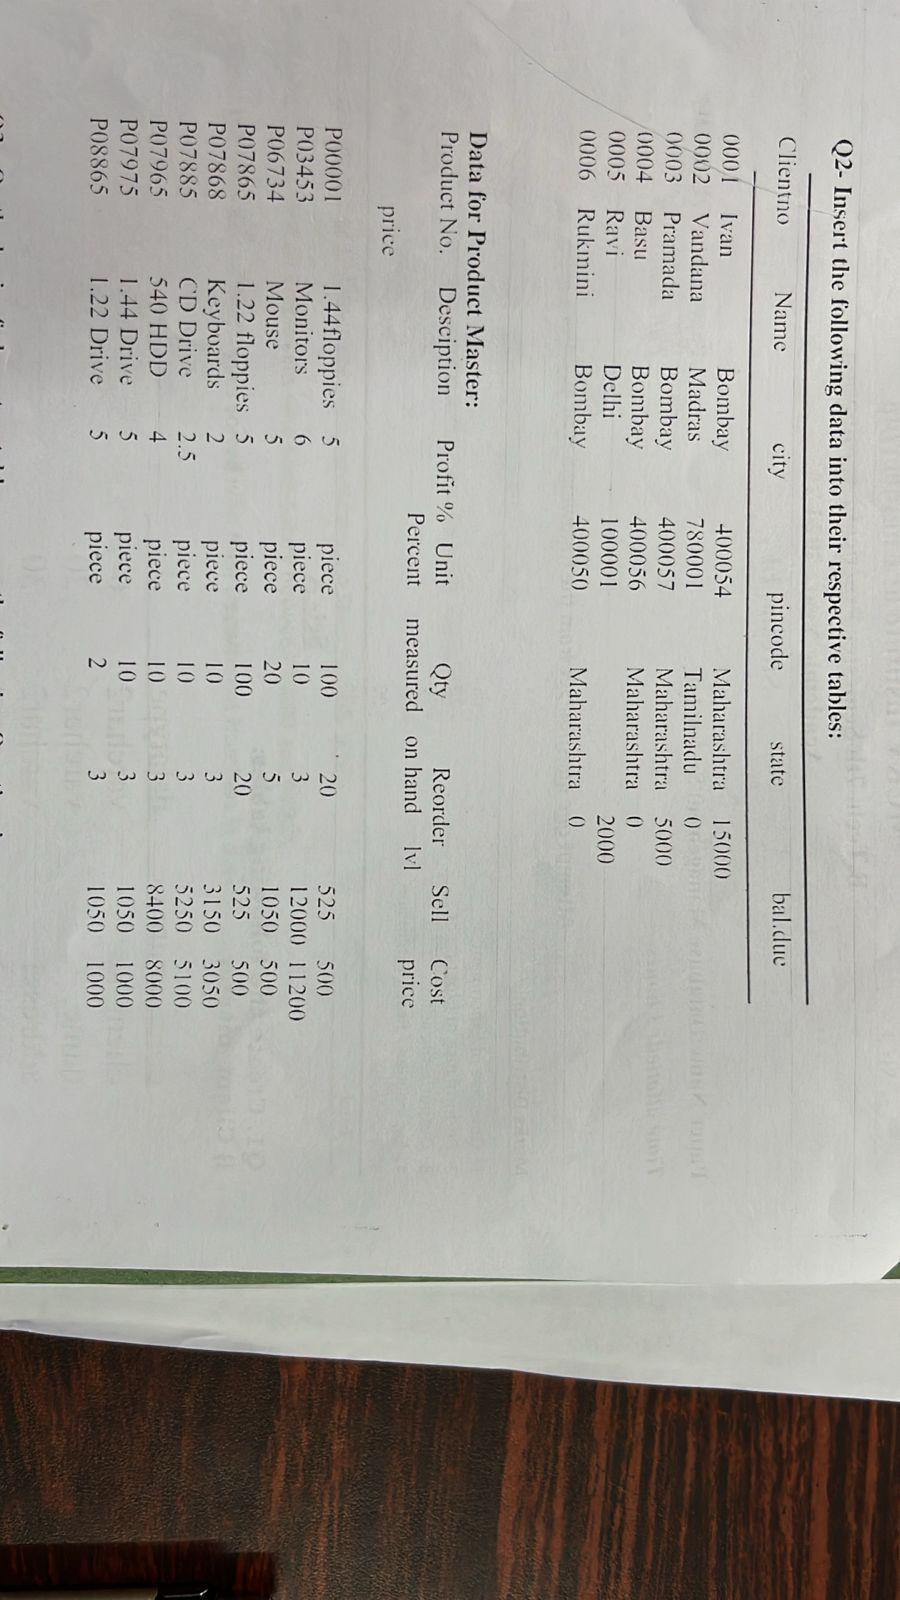 Q2- Insert the following data into their respective tables:
Clientno Name city pincode state bal.due
0001 Ivan Bombay 400054 Maharashtra 15000
0002 Vandana Madras 780001 Tamilnadu 0
0003 Pramada Bombay 400057 Maharashtra 5000
0004 Basu Bombay 400056 Maharashtra 0
0005 Ravi Delhi 100001 2000
0006 Rukmini Bombay 400050 Maharashtra 0
Data for Product Master:
Product No. Desciption Profit % Unit Qty Reorder Sell Cost
Percent measured on hand lvl price
price
P00001 1.44floppies 5 piece 100 20 525 500
P03453 Monitors 6 piece 10 3 12000 11200
P06734 Mouse 5 piece 20 5 1050 500
P07865 1.22 floppies 5 piece 100 20 525 500
P07868 Keyboards 2 piece 10 3 3150 3050
P07885 CD Drive 2.5 piece 10 3 5250 5100
P07965 540 HDD 4 piece 10 3 8400 8000
P07975 1.44 Drive 5 piece 10 3 1050 1000
P08865 1.22 Drive 5 piece 2 3 1050 1000